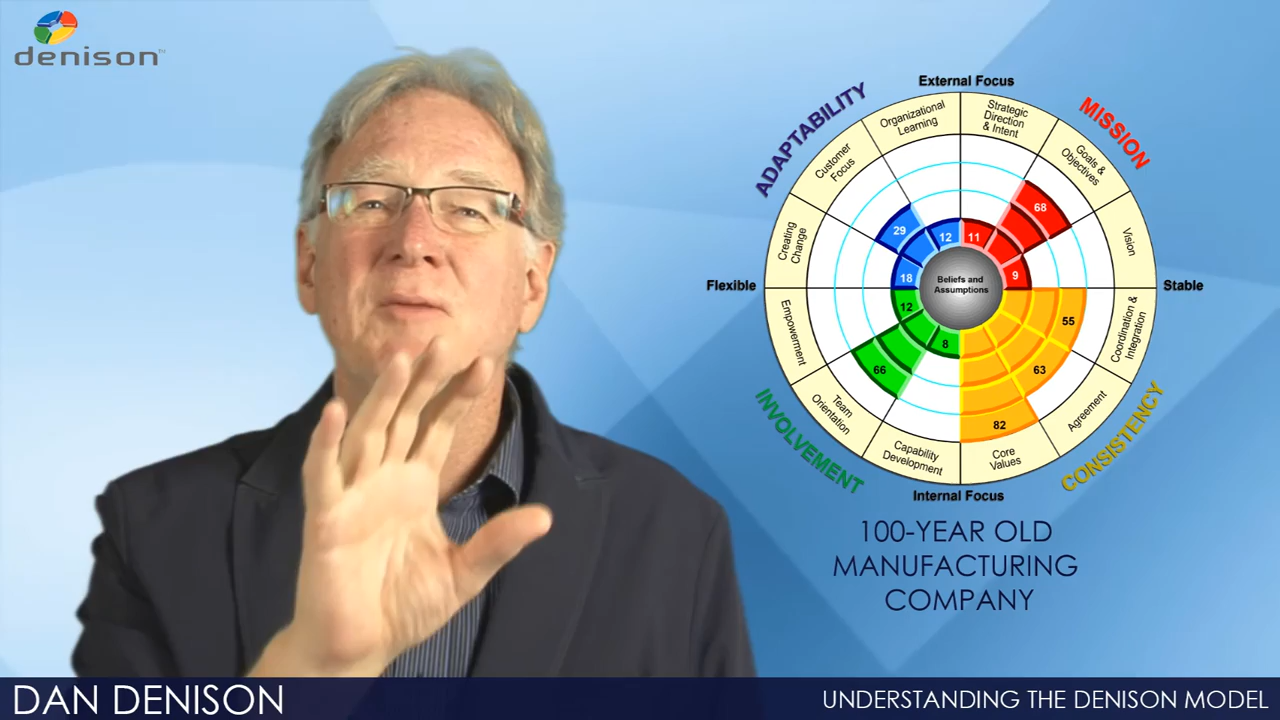 denison™
External Focus
ADAPTABILITY
MISSION
Organizational
Learning
Strategic
Direction
& Intent
Customer
Focus
Goals &
Objectives
Creating
Change
Vision
68
29
12
11
18
9
Beliefs and
Assumptions
Flexible
Stable
12
8
55
66
63
82
Empowerment
Coordination &
Integration
Team
Orientation
Agreement
Capability
Development
Core
Values
INVOLVEMENT
CONSISTENCY
Internal Focus
100-YEAR OLD
MANUFACTURING
COMPANY
DAN DENISON
UNDERSTANDING THE DENISON MODEL